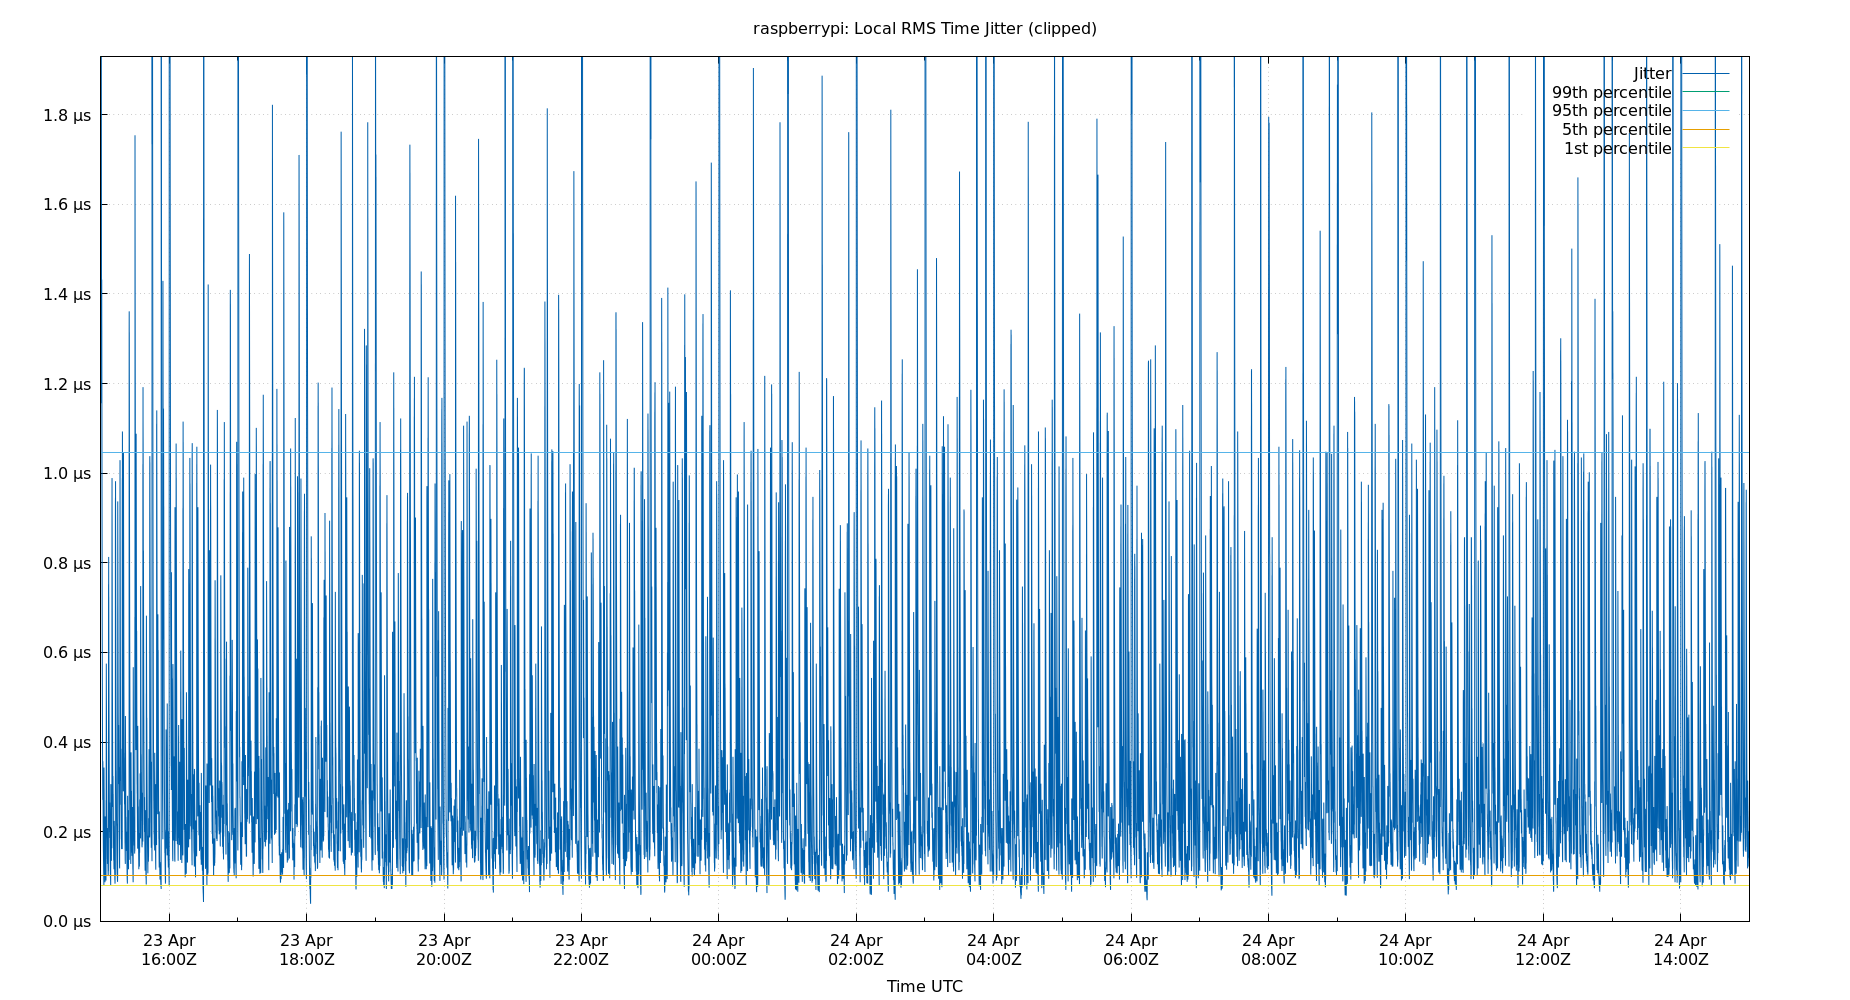 raspberrypi: Local RMS Time Jitter (clipped)
Jitter
99th percentile
95th percentile
5th percentile
1st percentile
1.8 µs
1.6 µs
1.4 µs
1.2 µs
1.0 µs
0.8 µs
0.6 µs
0.4 µs
0.2 µs
0.0 µs
23 Apr 23 Apr 23 Apr 23 Apr 24 Apr 24 Apr 24 Apr 24 Apr 24 Apr 24 Apr 24 Apr 24 Apr
16:00Z 18:00Z 20:00Z 22:00Z 00:00Z 02:00Z 04:00Z 06:00Z 08:00Z 10:00Z 12:00Z 14:00Z
Time UTC